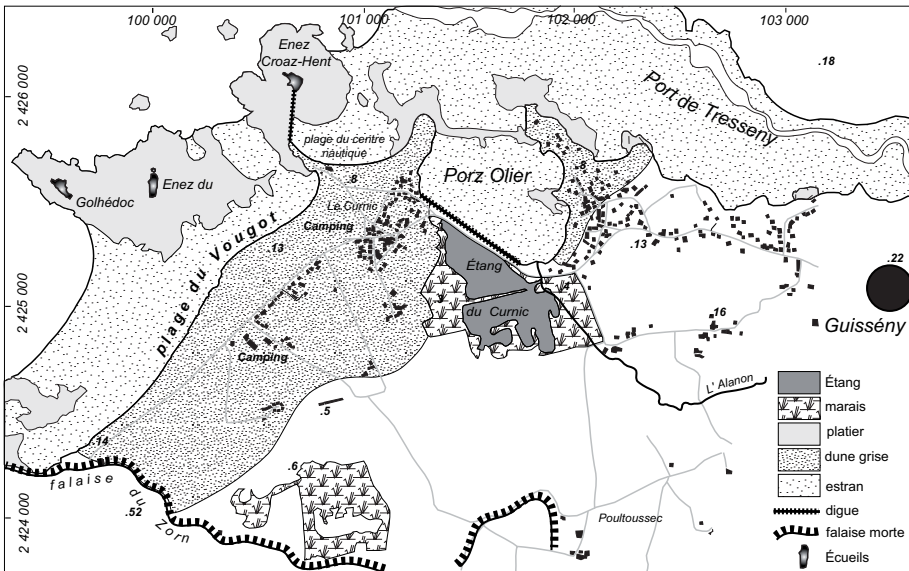 100 000
101 000
102 000
103 000
2 426 000
2 425 000
2 424 000
Enez
Croaz-Hent
.18
Port de Tresseny
plage du centre
nautique
Porz Olier
.8
.8
Golhédoc
Enez du
Le Curnic
Camping
plage du Vougot
.13
.13
.22
Étang
du Curnic
4
16
Guissény
Camping
L' Alanon
.5
.14
falaise du Zorn
.52
.6
Poultoussec
Étang
marais
platier
dune grise
estran
digue
falaise morte
Écueils